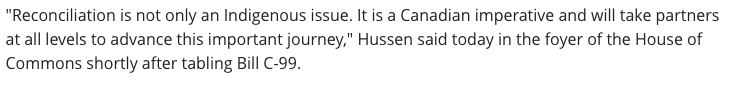 "Reconciliation is not only an Indigenous issue. It is a Canadian imperative and will take partners
at all levels to advance this important journey," Hussen said today in the foyer of the House of
Commons shortly after tabling Bill C-99.